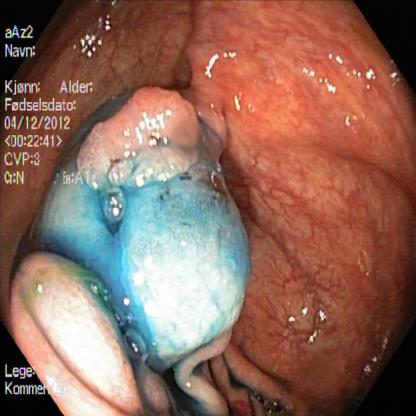 aAz2
Navn:
Kjønn: Alder:
Fødselsdato:
04/12/2012
<00:22:41>
CVP:3
Lege: